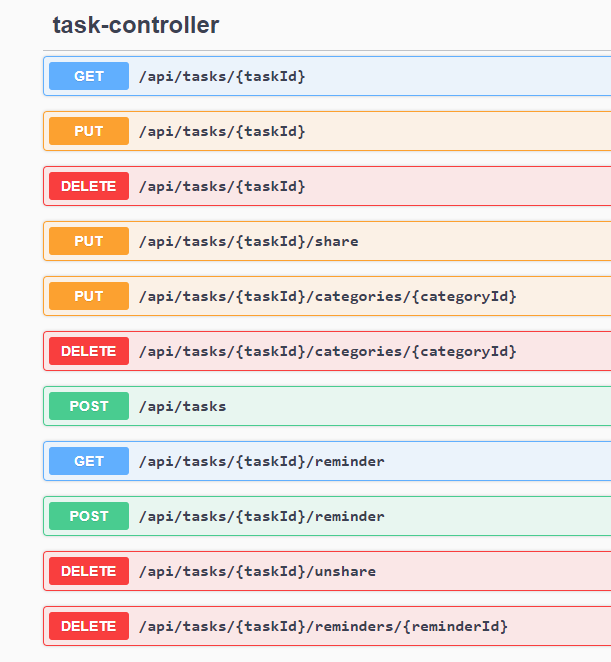 task-controller
GET /api/tasks/{taskId}
PUT /api/tasks/{taskId}
DELETE /api/tasks/{taskId}
PUT /api/tasks/{taskId}/share
PUT /api/tasks/{taskId}/categories/{categoryId}
DELETE /api/tasks/{taskId}/categories/{categoryId}
POST /api/tasks
GET /api/tasks/{taskId}/reminder
POST /api/tasks/{taskId}/reminder
DELETE /api/tasks/{taskId}/unshare
DELETE /api/tasks/{taskId}/reminders/{reminderId}